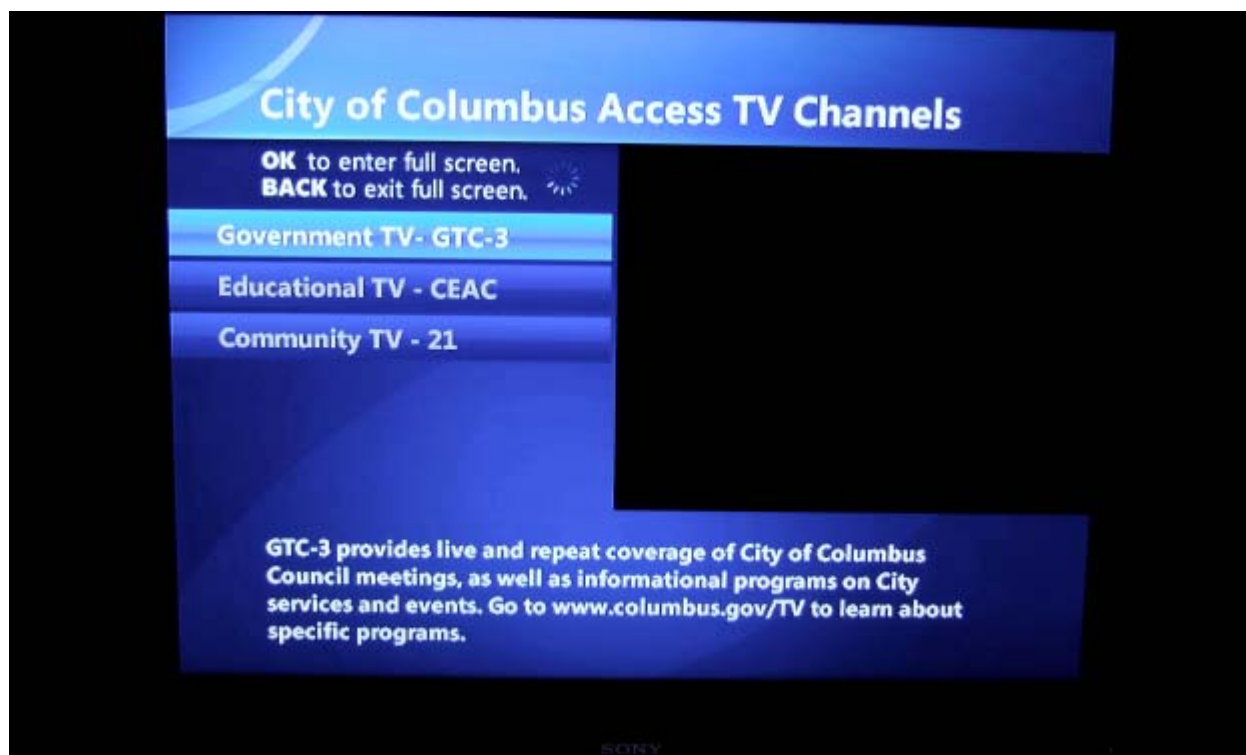 City of Columbus Access TV Channels
OK to enter full screen.
BACK to exit full screen.
Government TV- GTC-3
Educational TV - CEAC
Community TV - 21
GTC-3 provides live and repeat coverage of City of Columbus
Council meetings, as well as informational programs on City
services and events. Go to www.columbus.gov/TV to learn about
specific programs.
SONY